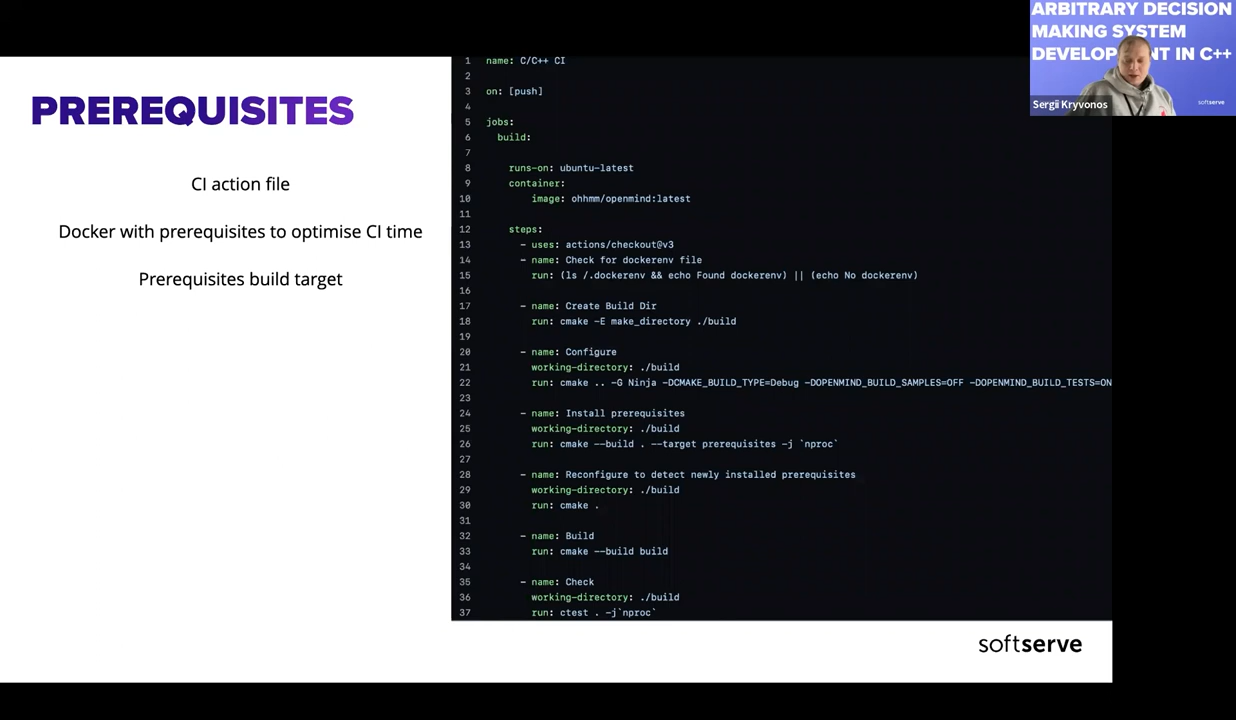 PREREQUISITES
CI action file
Docker with prerequisites to optimise CI time
Prerequisites build target
1 name: C/C++ CI
2
3 on: [push]
4
5 jobs:
6 build:
7
8 runs-on: ubuntu-latest
9 container:
10 image: ohhmm/openmind:latest
11
12 steps:
13 - uses: actions/checkout@v3
14 - name: Check for dockerenv file
15 run: (ls /.dockerenv && echo Found dockerenv) || (echo No dockerenv)
16
17 - name: Create Build Dir
18 run: cmake -E make_directory ./build
19
20 - name: Configure
21 working-directory: ./build
22 run: cmake .. -G Ninja -DCMAKE_BUILD_TYPE=Debug -DOPENMIND_BUILD_SAMPLES=OFF -DOPENMIND_BUILD_TESTS=ON
23
24 - name: Install prerequisites
25 working-directory: ./build
26 run: cmake --build . --target prerequisites -j `nproc`
27
28 - name: Reconfigure to detect newly installed prerequisites
29 working-directory: ./build
30 run: cmake .
31
32 - name: Build
33 run: cmake --build build
34
35 - name: Check
36 working-directory: ./build
37 run: ctest . -j`nproc`
softserve
ARBITRARY DECISION
MAKING SYSTEM
DEVELOP NT IN C++
Sergii Kryvonos
softserve